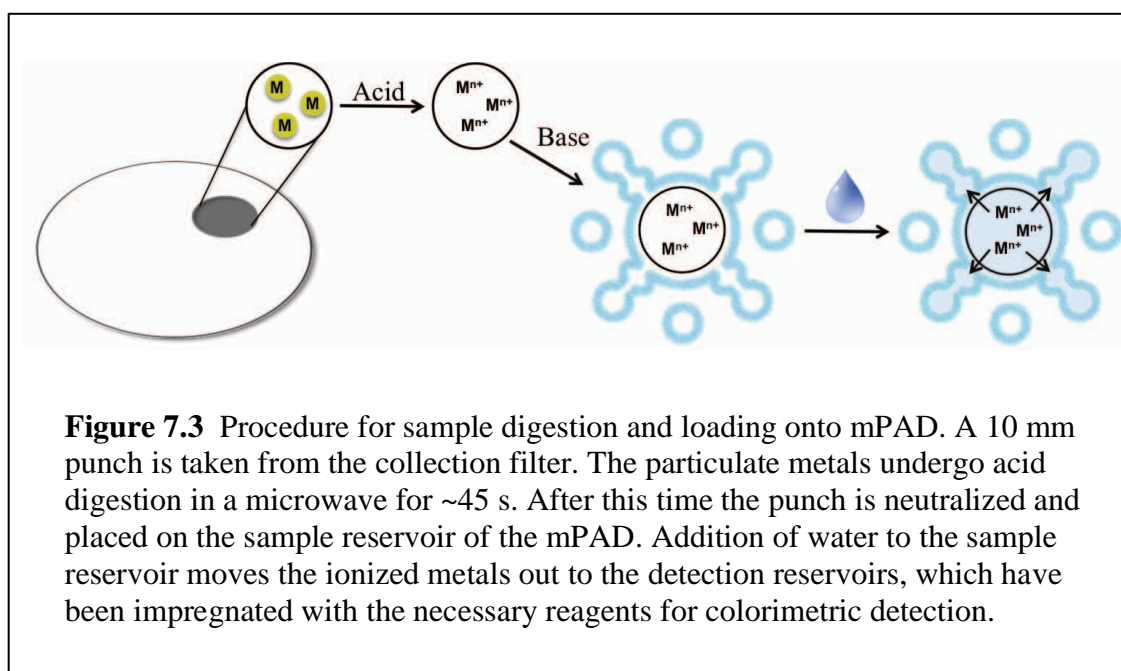 M
M
M
Acid
Mⁿ⁺
Mⁿ⁺
Mⁿ⁺
Base
Mⁿ⁺
Mⁿ⁺
Mⁿ⁺
Mⁿ⁺
Mⁿ⁺
Mⁿ⁺
Figure 7.3 Procedure for sample digestion and loading onto mPAD. A 10 mm
punch is taken from the collection filter. The particulate metals undergo acid
digestion in a microwave for ~45 s. After this time the punch is neutralized and
placed on the sample reservoir of the mPAD. Addition of water to the sample
reservoir moves the ionized metals out to the detection reservoirs, which have
been impregnated with the necessary reagents for colorimetric detection.